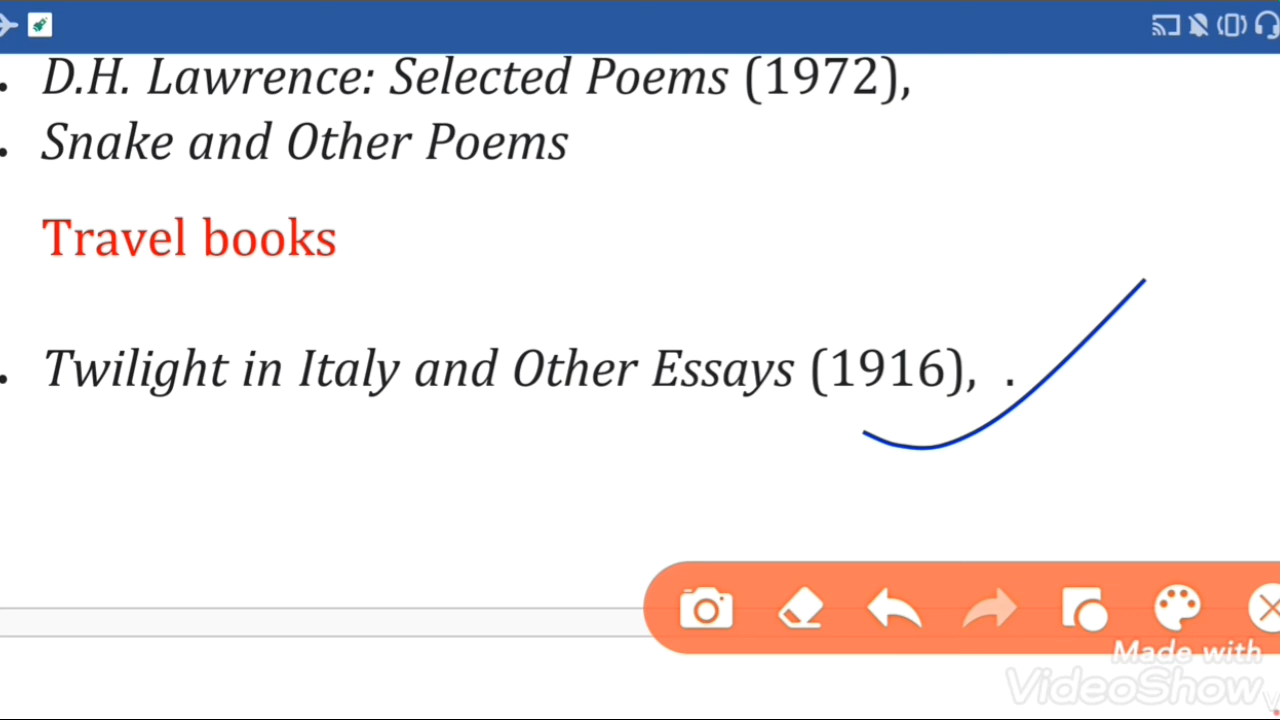 . D.H. Lawrence: Selected Poems (1972),
. Snake and Other Poems
Travel books
. Twilight in Italy and Other Essays (1916), .
Made with
VideoShow